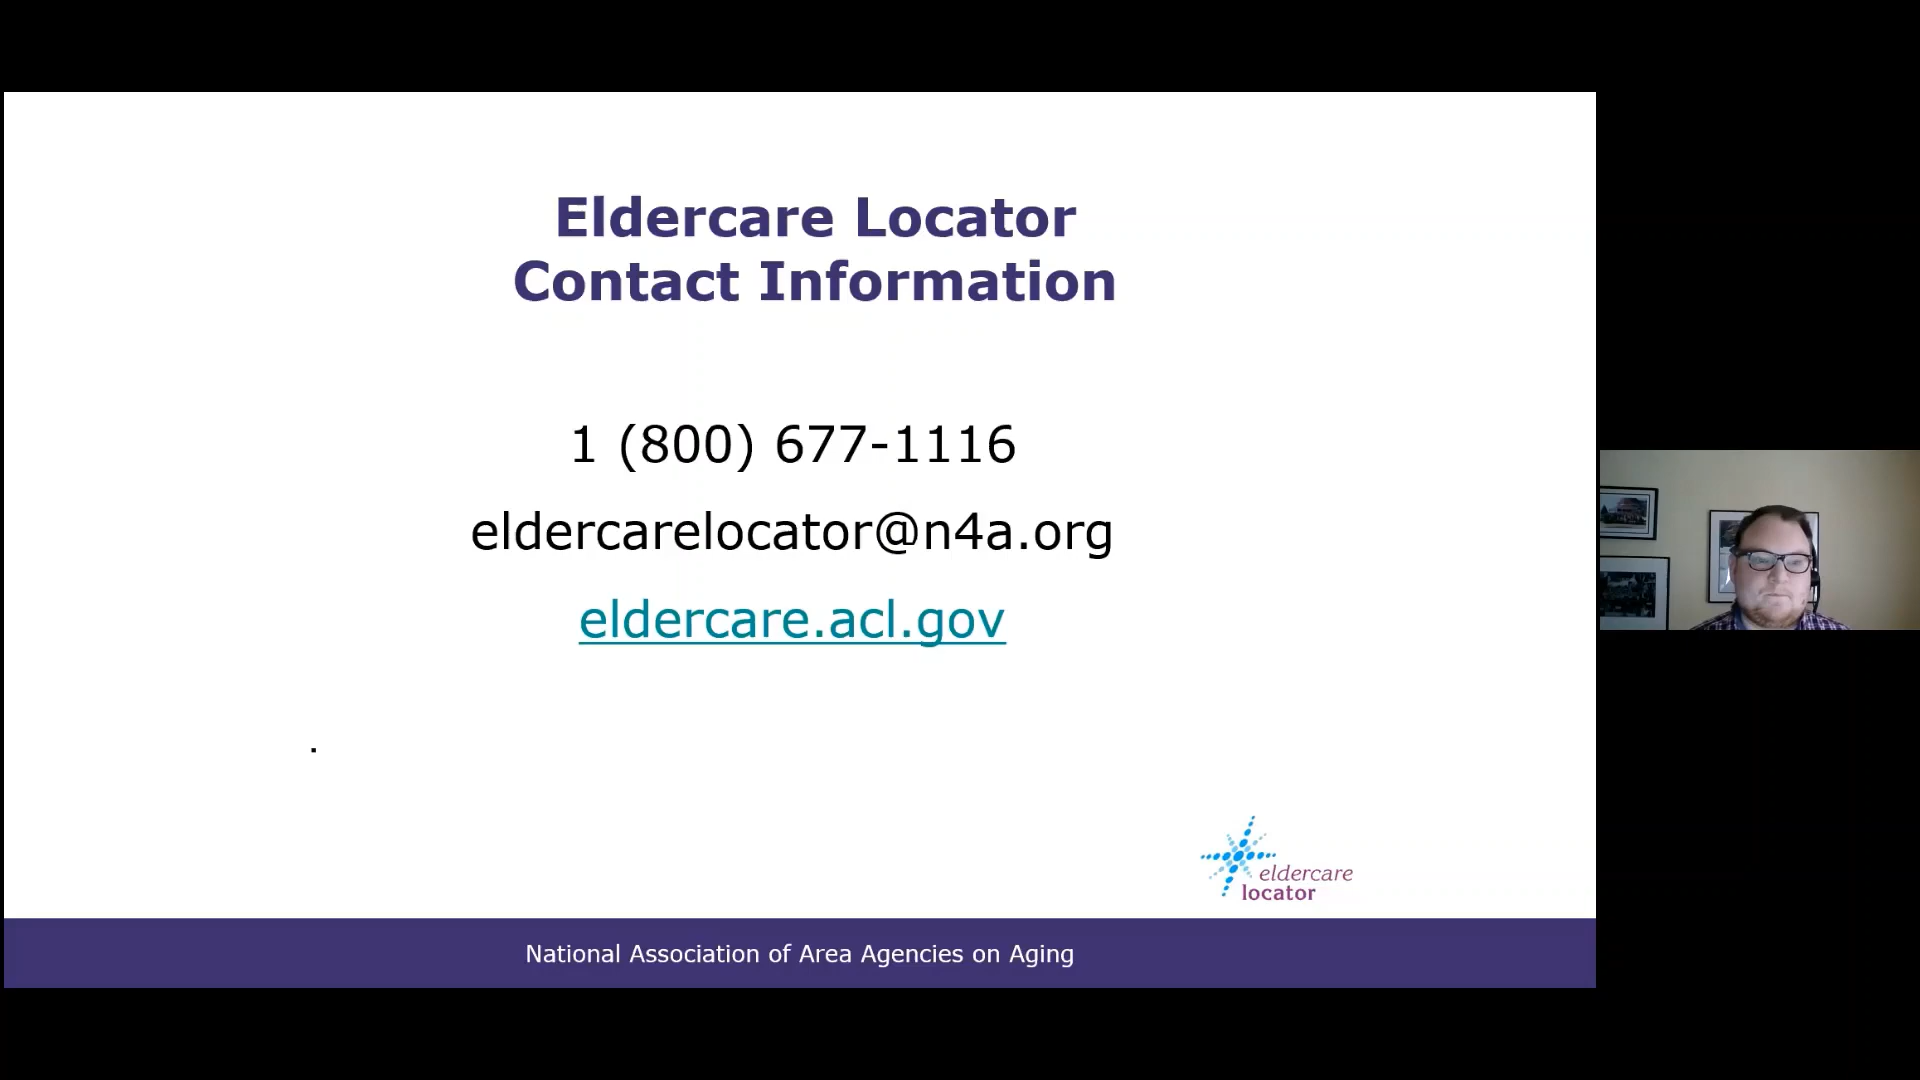 Eldercare Locator
Contact Information
1 (800) 677-1116
eldercarelocator@n4a.org
eldercare.acl.gov
.
eldercare
locator
National Association of Area Agencies on Aging